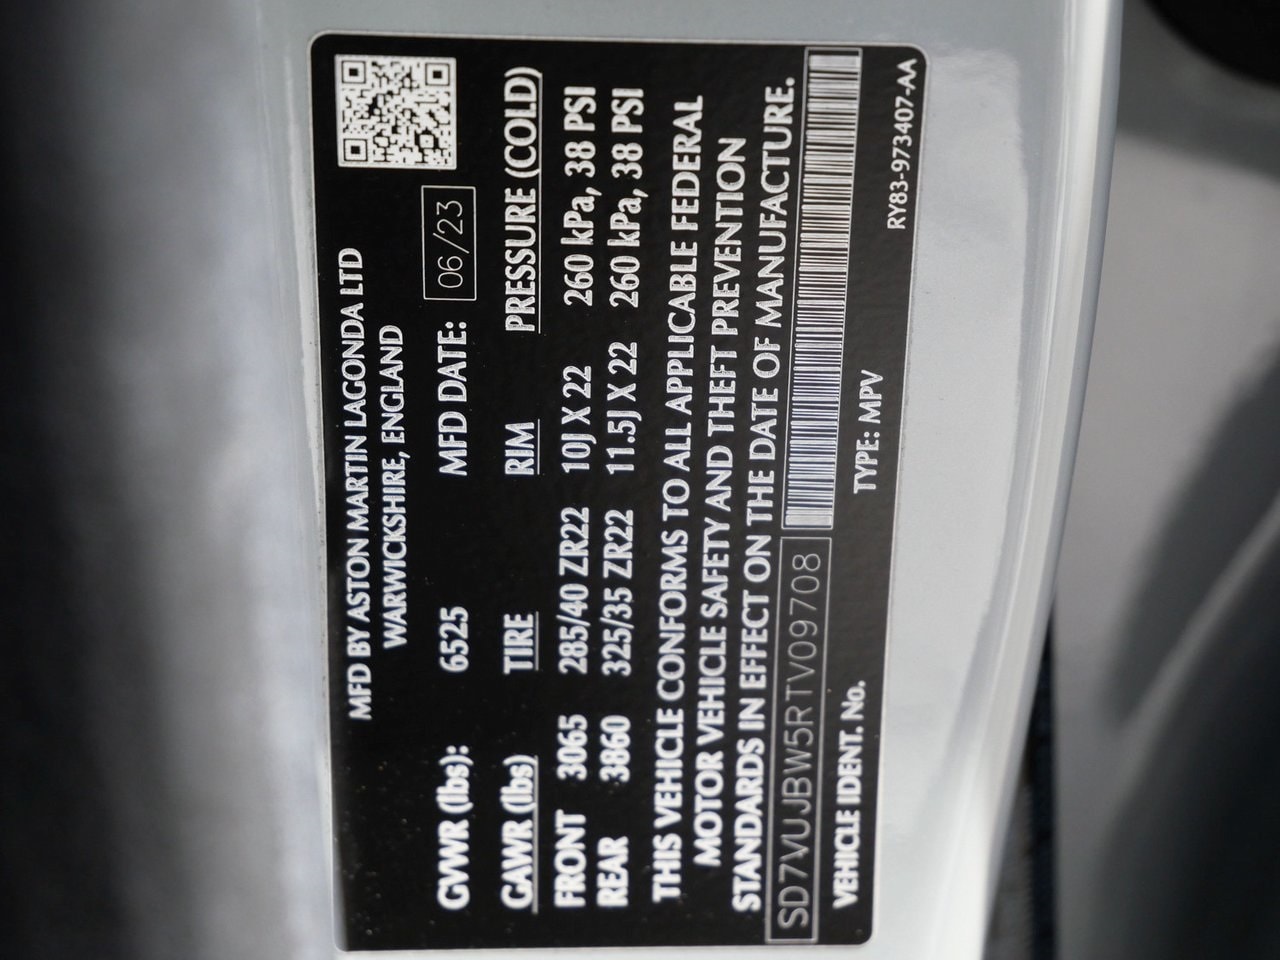 MFD BY ASTON MARTIN LAGONDA LTD
WARWICKSHIRE, ENGLAND
GVWR (lbs): 6525 MFD DATE: 06/23
GAWR (lbs) TIRE RIM PRESSURE (COLD)
FRONT 3065 285/40 ZR22 10J X 22 260 kPa, 38 PSI
REAR 3860 325/35 ZR22 11.5J X 22 260 kPa, 38 PSI
THIS VEHICLE CONFORMS TO ALL APPLICABLE FEDERAL
MOTOR VEHICLE SAFETY AND THEFT PREVENTION
STANDARDS IN EFFECT ON THE DATE OF MANUFACTURE.
SD7VUJBW5RTV09708
VEHICLE IDENT. No. TYPE: MPV
RY83-973407-AA